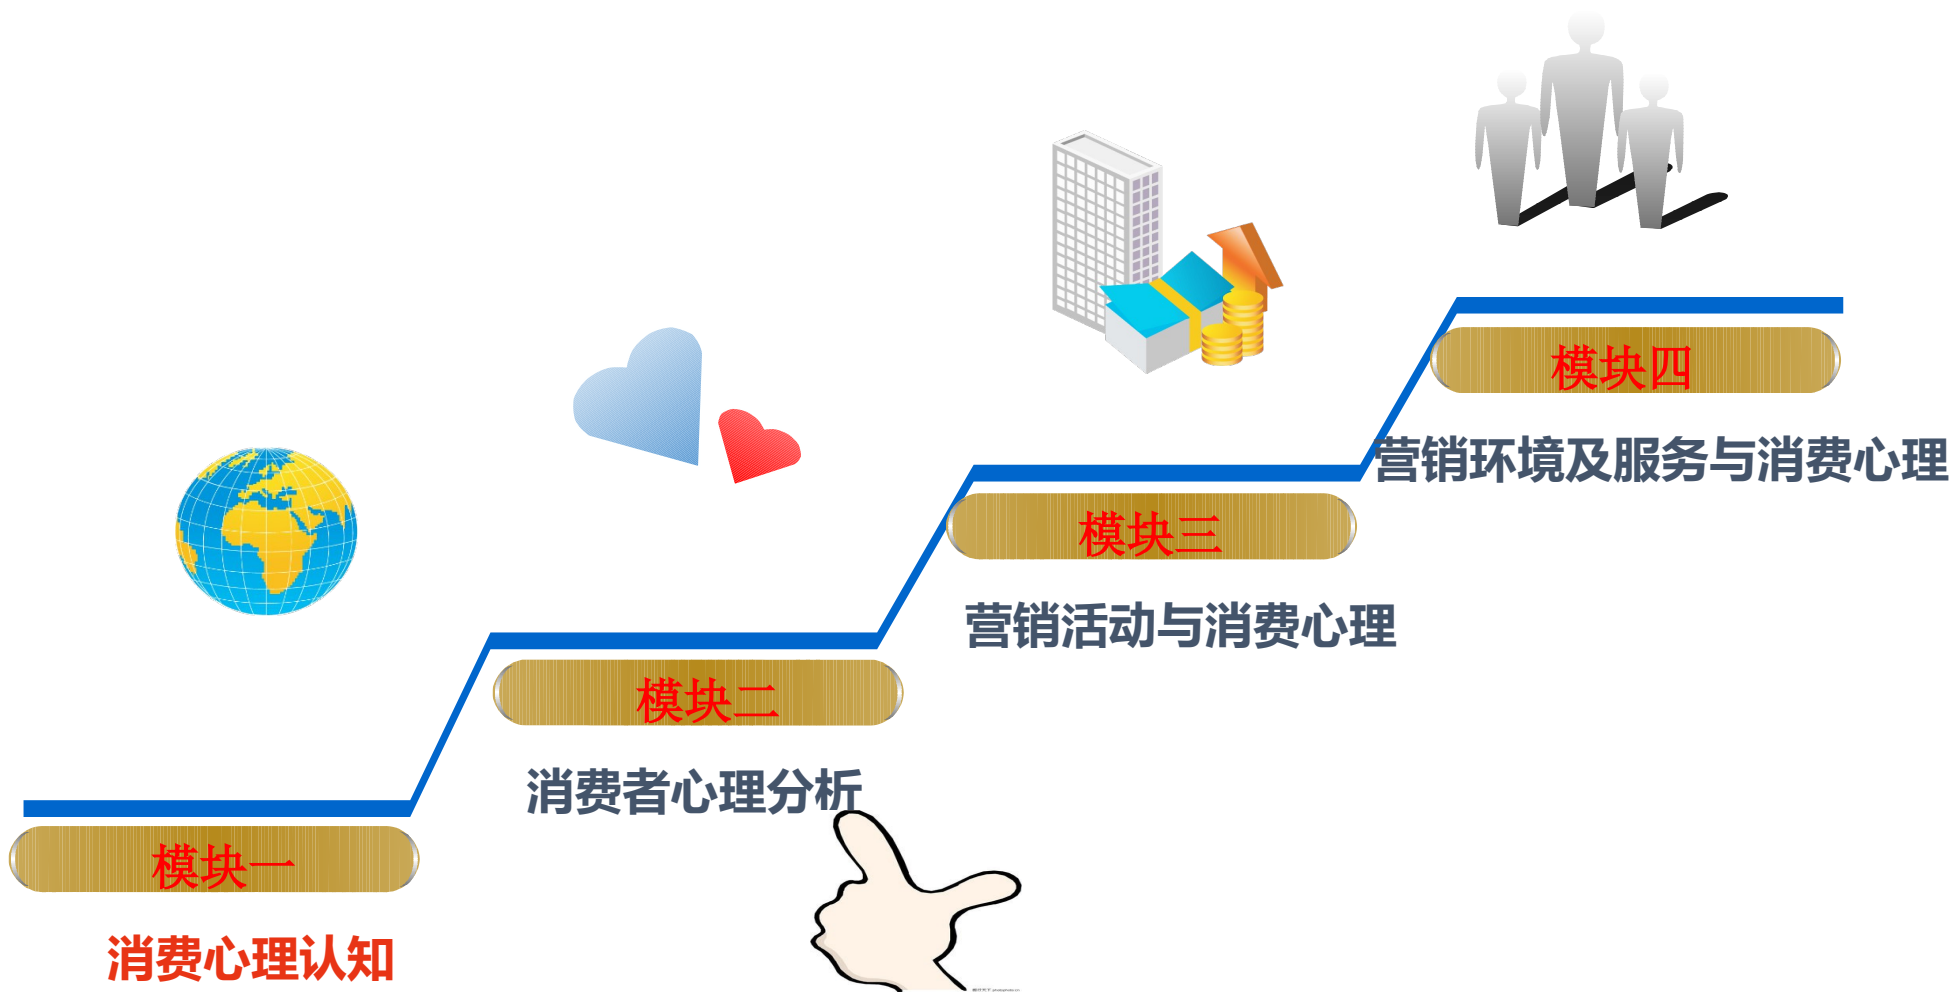 模块一
消费心理认知
模块二
消费者心理分析
模块三
营销活动与消费心理
模块四
营销环境及服务与消费心理